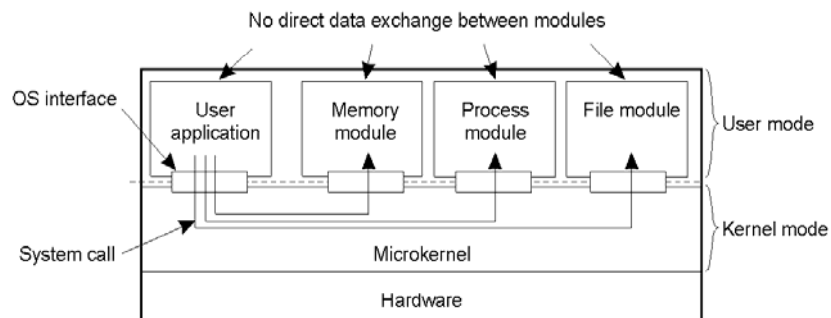 No direct data exchange between modules
OS interface
User
application
Memory
module
Process
module
File module
User mode
System call
Microkernel
Kernel mode
Hardware